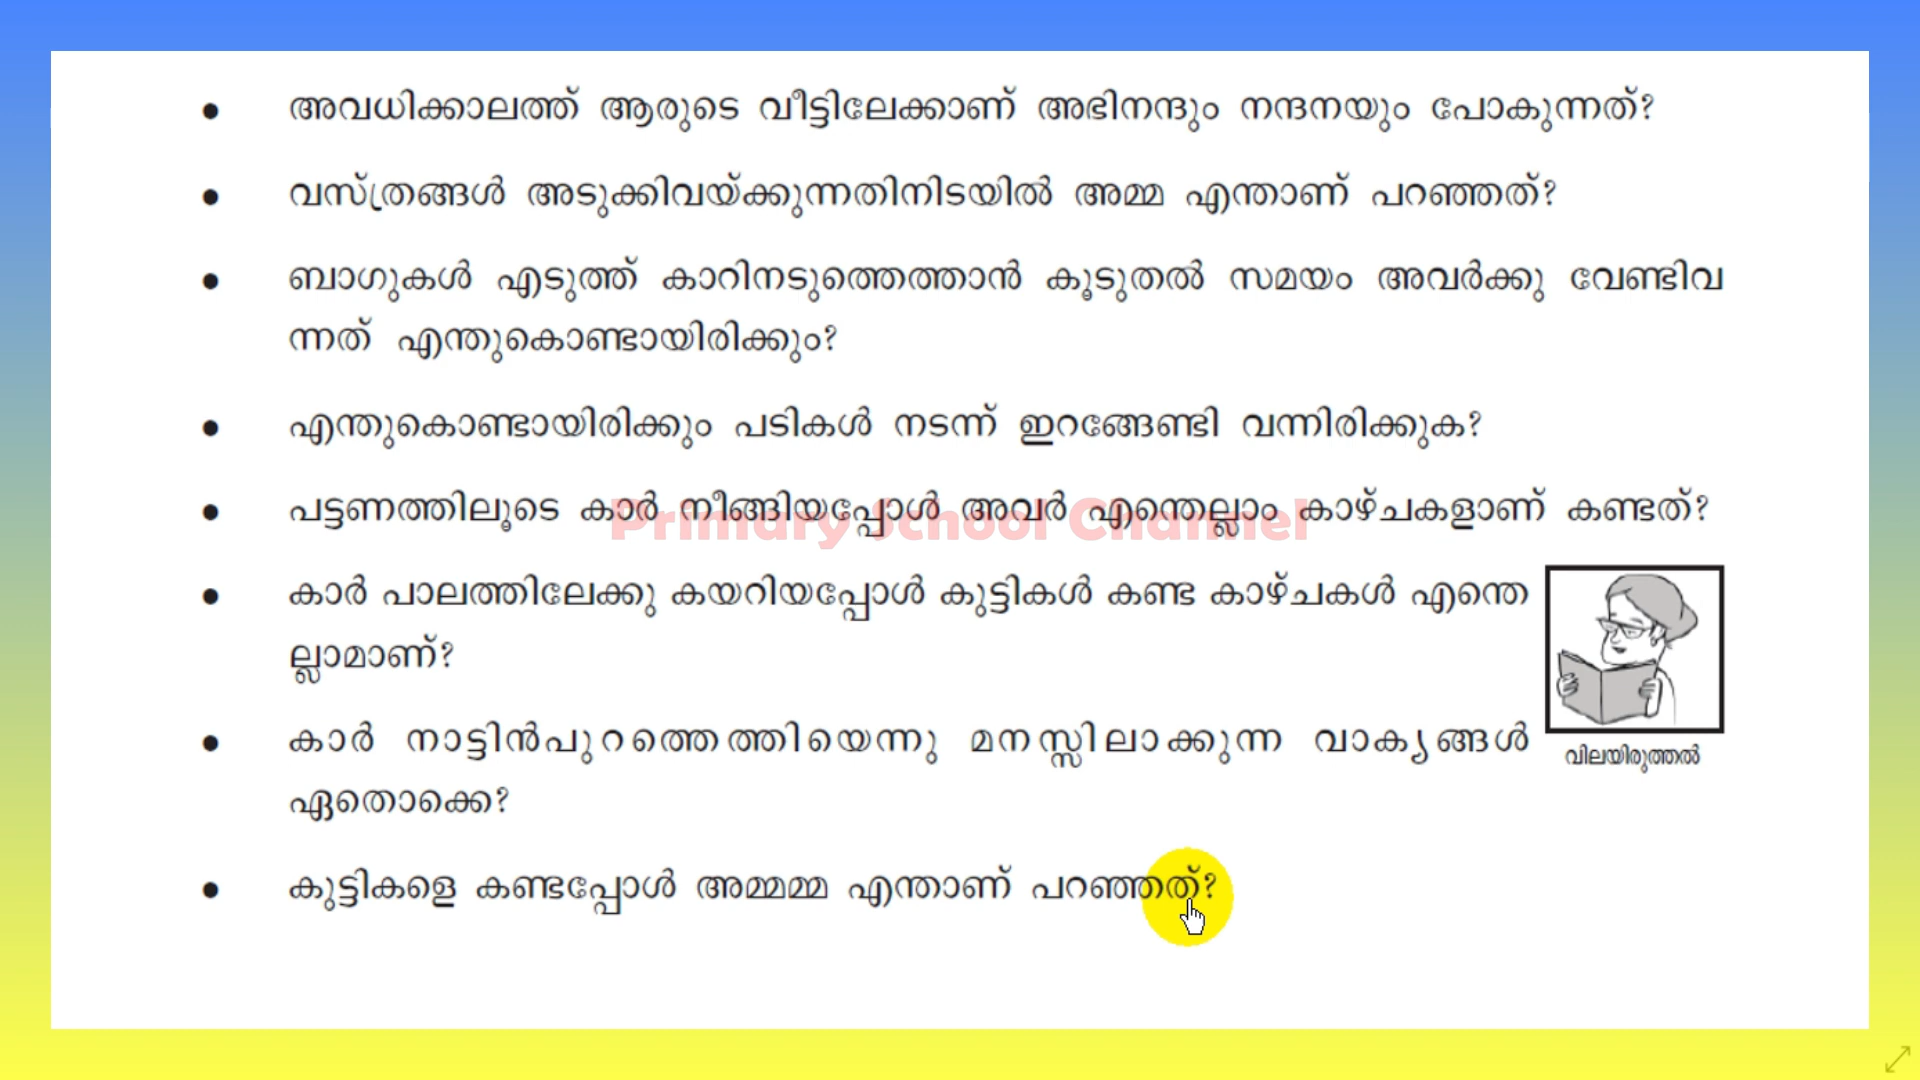 • അവധിക്കാലത്ത് ആരുടെ വീട്ടിലേക്കാണ് അഭിനന്ദും നന്ദനയും പോകുന്നത്?
• വസ്ത്രങ്ങൾ അടുക്കിവയ്ക്കുന്നതിനിടയിൽ അമ്മ എന്താണ് പറഞ്ഞത്?
• ബാഗുകൾ എടുത്ത് കാറിനടുത്തെത്താൻ കൂടുതൽ സമയം അവർക്കു വേണ്ടിവ
ന്നത് എന്തുകൊണ്ടായിരിക്കും?
• എന്തുകൊണ്ടായിരിക്കും പടികൾ നടന്ന് ഇറങ്ങേണ്ടി വന്നിരിക്കുക?
• പട്ടണത്തിലൂടെ കാർ നീങ്ങിയപ്പോൾ അവർ എന്തെല്ലാം കാഴ്ചകളാണ് കണ്ടത്?
Primary School Channel
• കാർ പാലത്തിലേക്കു കയറിയപ്പോൾ കുട്ടികൾ കണ്ട കാഴ്ചകൾ എന്തെ
ല്ലാമാണ്?
• കാർ നാട്ടിൻപുറത്തെത്തിയെന്നു മനസ്സിലാക്കുന്ന വാക്യങ്ങൾ
ഏതൊക്കെ?
വിലയിരുത്തൽ
• കുട്ടികളെ കണ്ടപ്പോൾ അമ്മമ്മ എന്താണ് പറഞ്ഞത്?